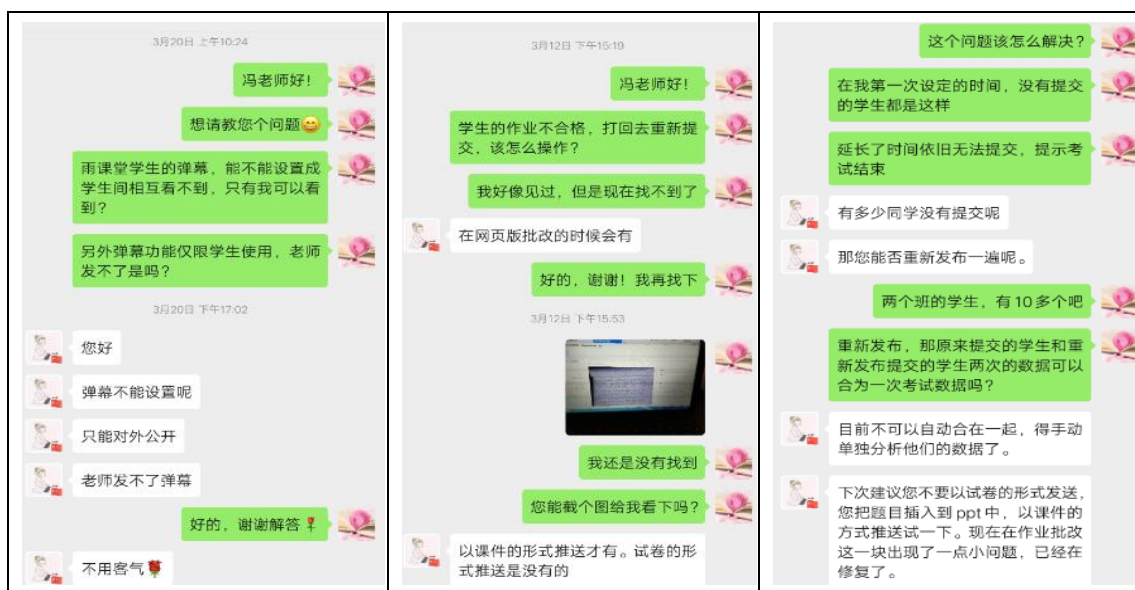 3月20日 上午10:24
冯老师好!
想请教您个问题😄
雨课堂学生的弹幕,能不能设置成
学生间相互看不到,只有我可以看
到?
另外弹幕功能仅限学生使用,老师
发不了是吗?
3月20日 下午17:02
您好
弹幕不能设置呢
只能对外公开
老师发不了弹幕
好的,谢谢解答🌹
不用客气🌹
3月12日 下午15:19
冯老师好!
学生的作业不合格,打回去重新提
交,该怎么操作?
我好像见过,但是现在找不到了
在网页版批改的时候会有
好的,谢谢!我再找下
3月12日 下午15:53
我还是没有找到
您能截个图给我看下吗?
以课件的形式推送才有。试卷的形
式推送是没有的
这个问题该怎么解决?
在我第一次设定的时间,没有提交
的学生都是这样
延长了时间依旧无法提交,提示考
试结束
有多少同学没有提交呢
那您能否重新发布一遍呢。
两个班的学生,有10多个吧
重新发布,那原来提交的学生和重
新发布提交的学生两次的数据可以
合为一次考试数据吗?
目前不可以自动合在一起,得手动
单独分析他们的数据了。
下次建议您不要以试卷的形式发送,
您把题目插入到ppt中,以课件的
方式推送试一下。现在在作业批改
这一块出现了一点小问题,已经在
修复了。